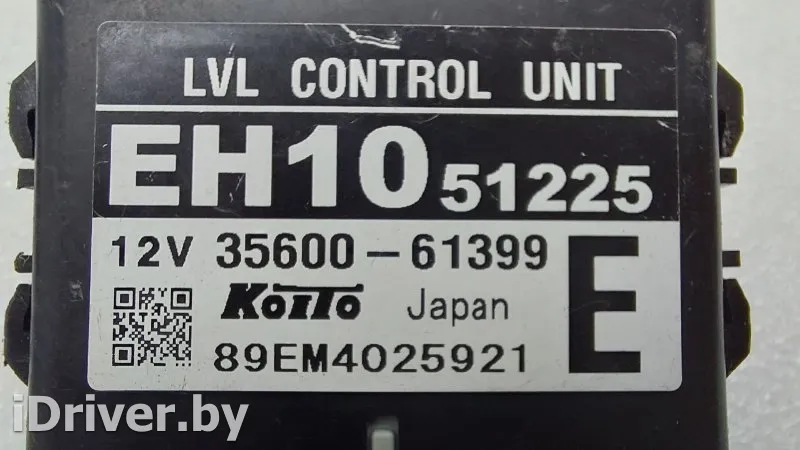 LVL CONTROL UNIT
EH10 51225
12V 35600-61399 E
KOITO Japan
89EM4025921
iDriver.by